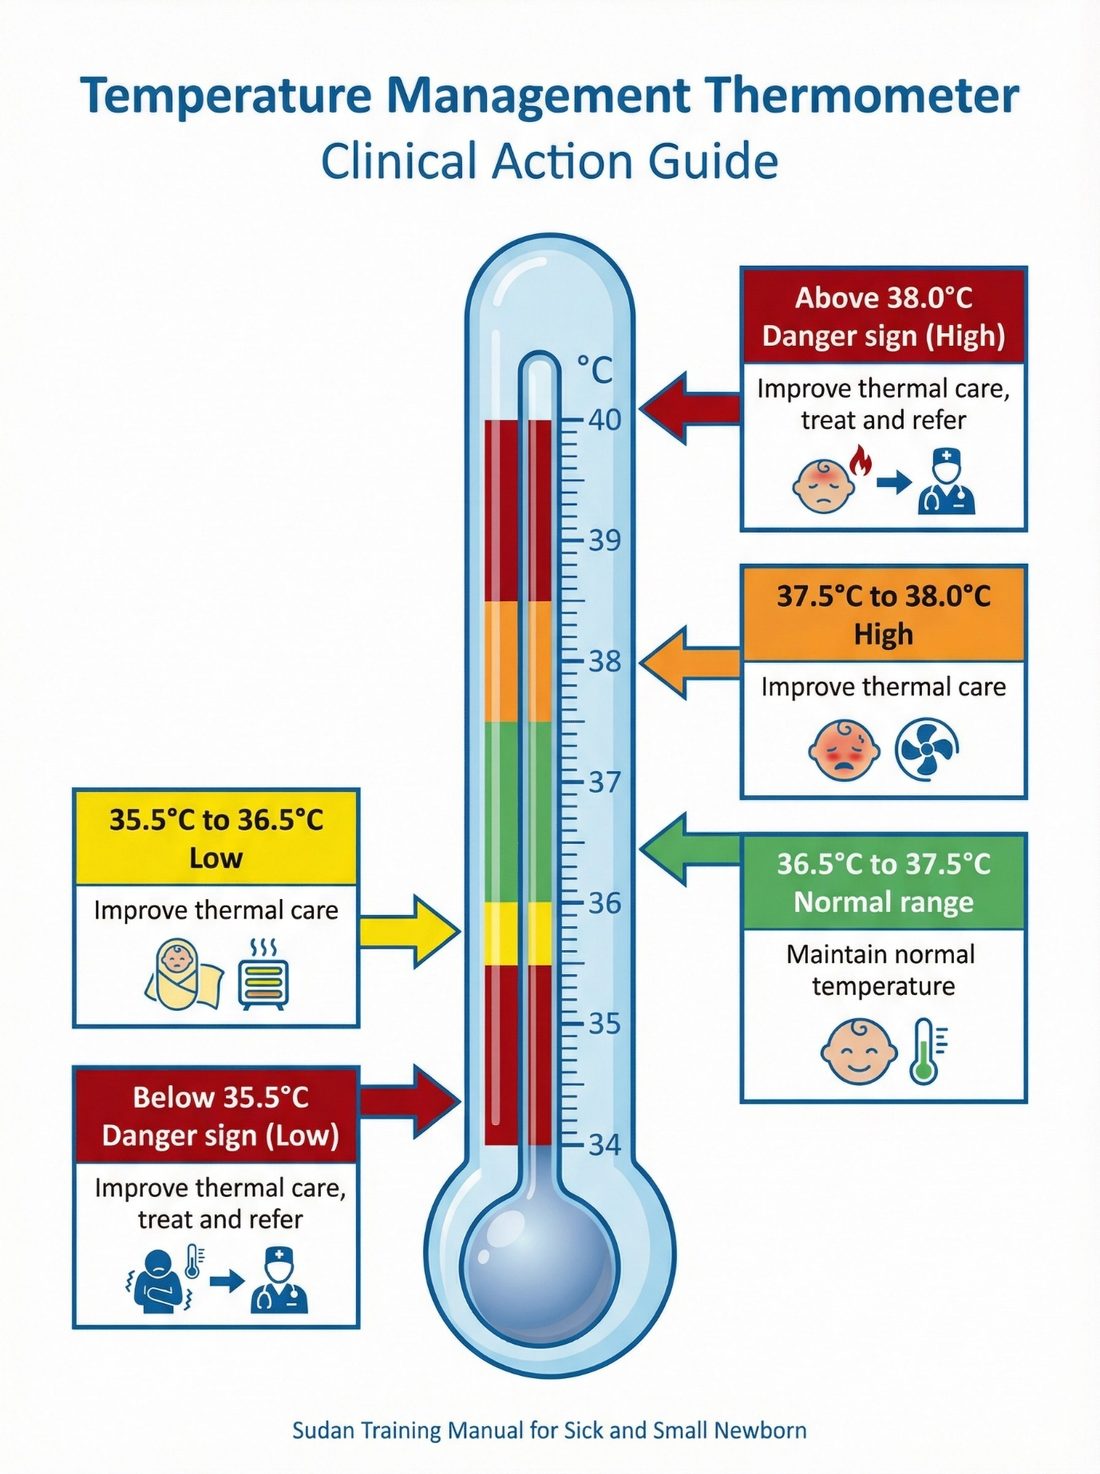 Temperature Management Thermometer
Clinical Action Guide
°C
40
39
38
37
36
35
34
Above 38.0°C
Danger sign (High)
Improve thermal care,
treat and refer
37.5°C to 38.0°C
High
Improve thermal care
36.5°C to 37.5°C
Normal range
Maintain normal
temperature
35.5°C to 36.5°C
Low
Improve thermal care
Below 35.5°C
Danger sign (Low)
Improve thermal care,
treat and refer
Sudan Training Manual for Sick and Small Newborn